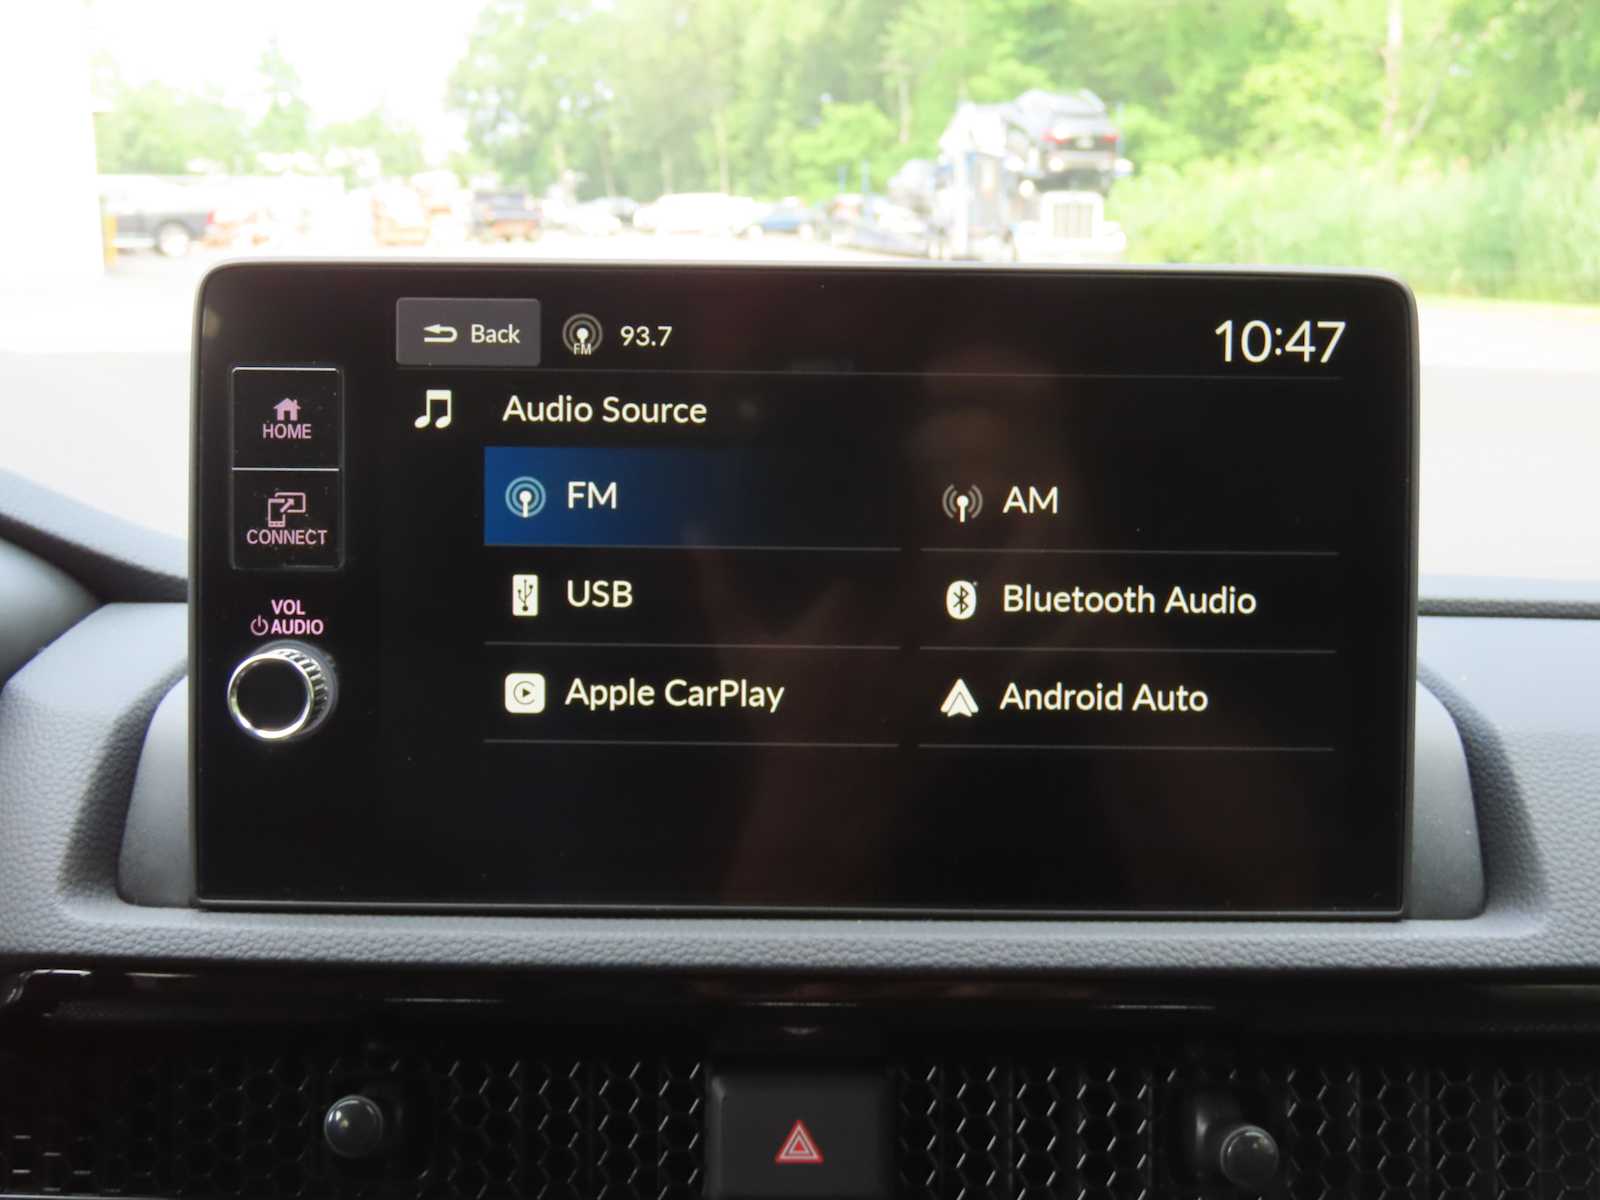 Back
FM
93.7
10:47
HOME
CONNECT
VOL
AUDIO
Audio Source
FM
AM
USB
Bluetooth Audio
Apple CarPlay
Android Auto